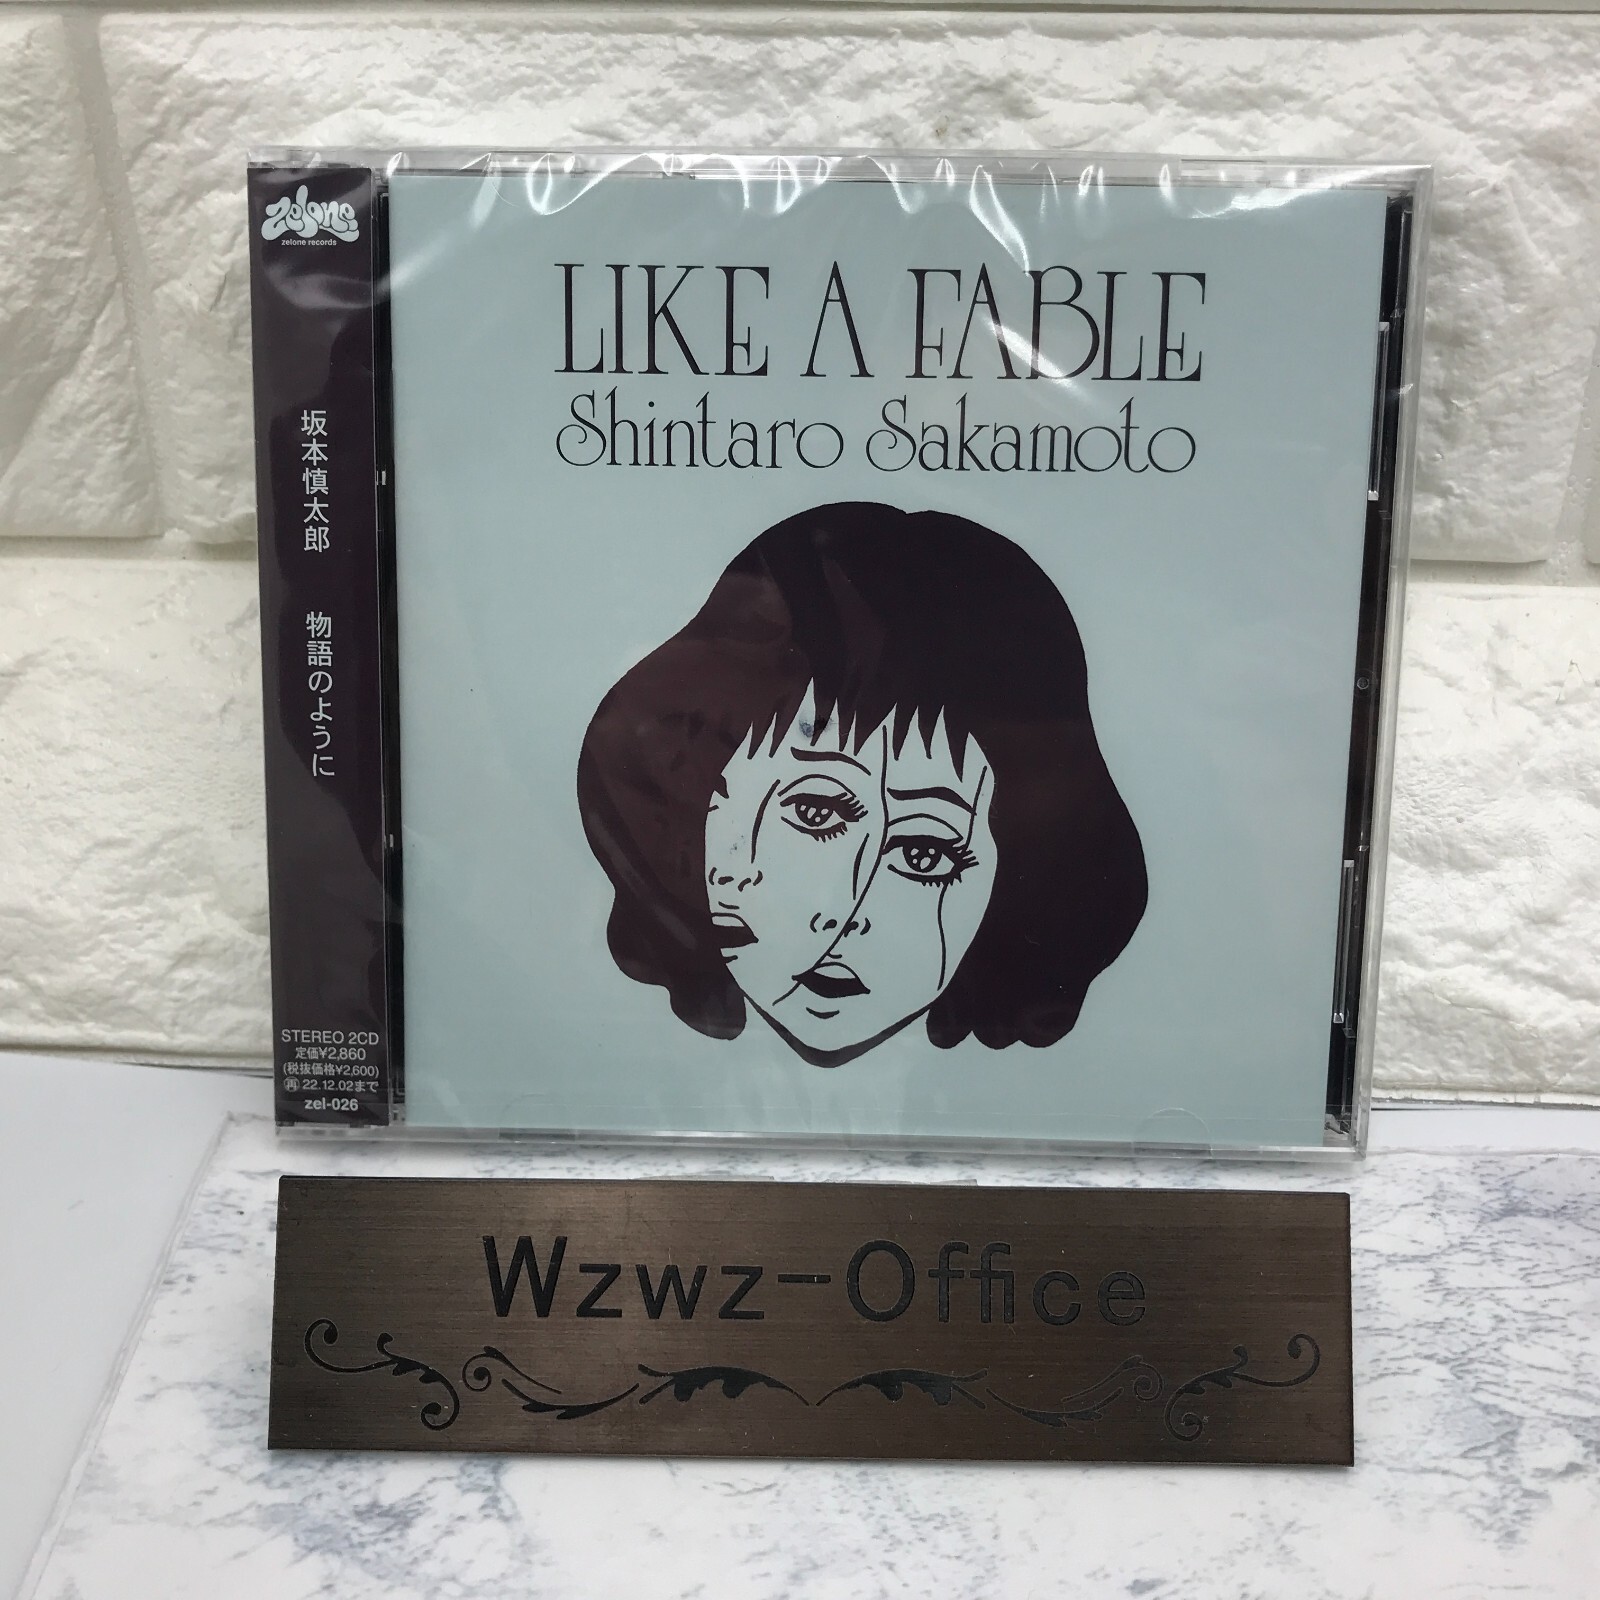 zelone
zelone records
坂本慎太郎 物語のように
STEREO 2CD
定価¥2,860
(税抜価格¥2,600)
再 22.12.02まで
zel-026
LIKE A FABLE
Shintaro Sakamoto
Wzwz-Office